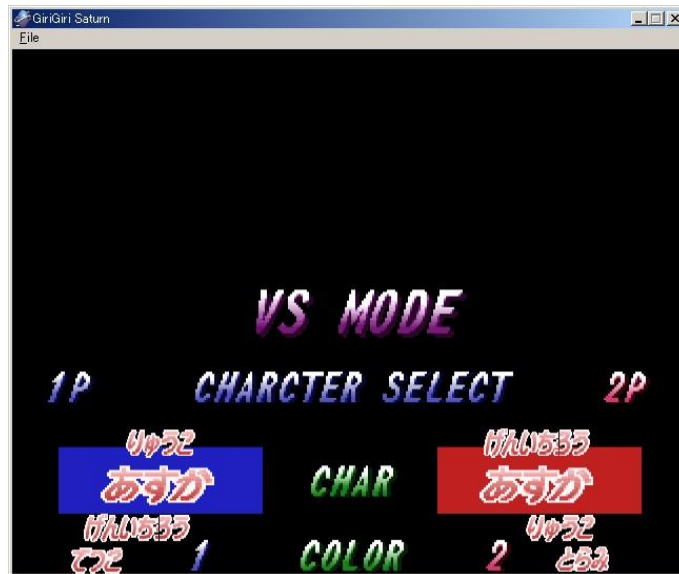 GiriGiri Saturn
File
VS MODE
1P CHARCTER SELECT 2P
りゅうこ げんいちろう
あすか CHAR あすか
げんいちろう りゅうこ
てつこ 1 COLOR 2 とらみ